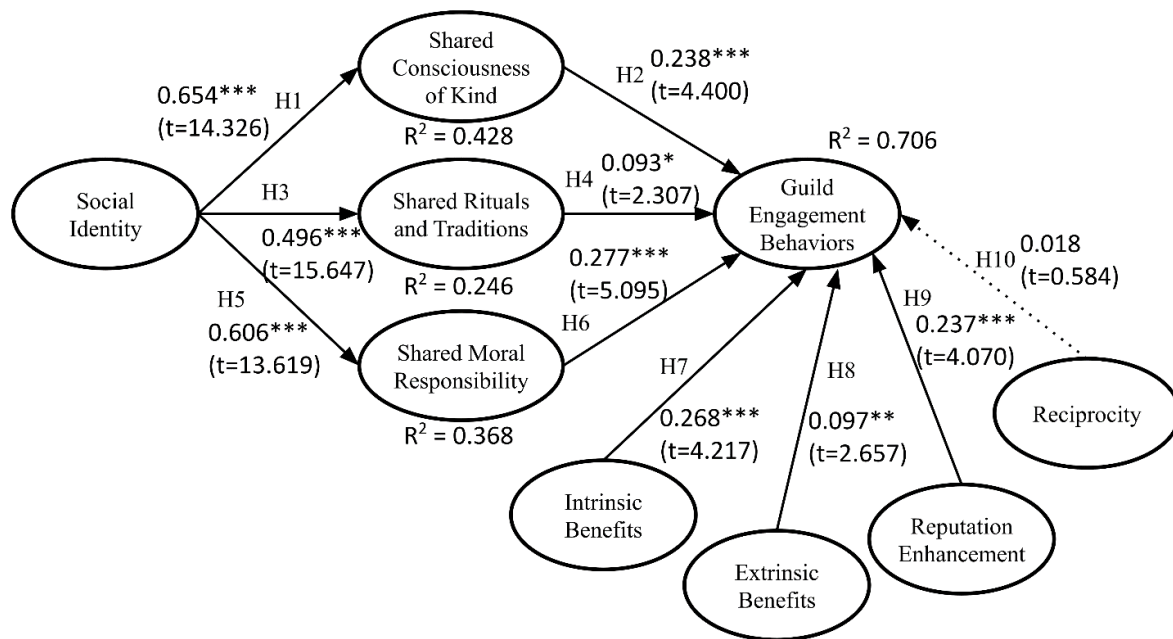 Shared
Consciousness
of Kind
R² = 0.428
0.654***
(t=14.326)
H1
H2
0.238***
(t=4.400)
R² = 0.706
Social
Identity
H3
0.496***
(t=15.647)
Shared Rituals
and Traditions
R² = 0.246
H4
0.093*
(t=2.307)
Guild
Engagement
Behaviors
H5
0.606***
(t=13.619)
Shared Moral
Responsibility
R² = 0.368
0.277***
(t=5.095)
H6
H7
0.268***
(t=4.217)
H8
0.097**
(t=2.657)
H9
0.237***
(t=4.070)
H10
0.018
(t=0.584)
Reciprocity
Intrinsic
Benefits
Extrinsic
Benefits
Reputation
Enhancement